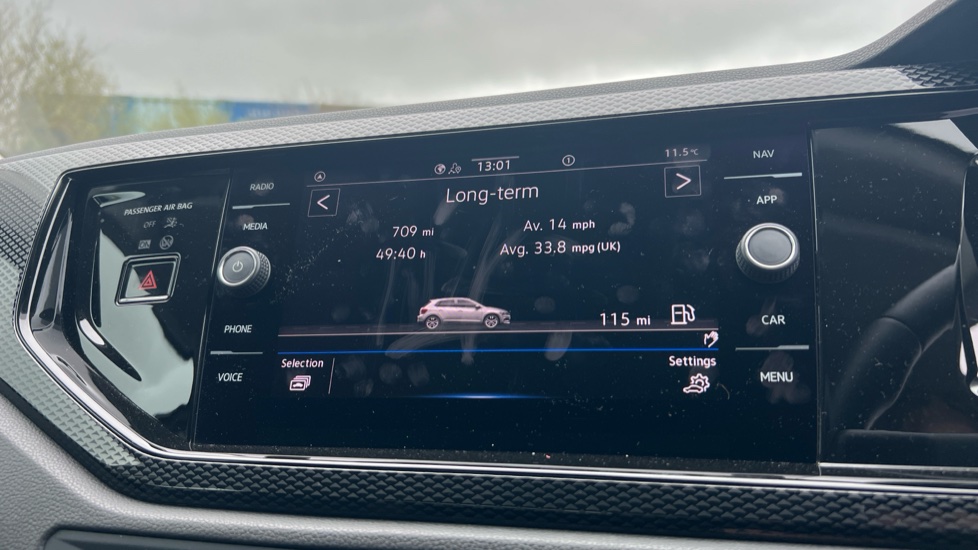 13:01
1
11.5 °C
NAV
RADIO
Long-term
APP
PASSENGER AIR BAG
OFF
MEDIA
709 mi
Av. 14 mph
49:40 h
Avg. 33.8 mpg (UK)
PHONE
115 mi
CAR
VOICE
Selection
Settings
MENU